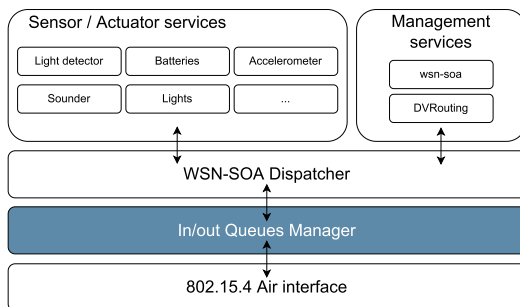 Sensor / Actuator services
Light detector
Batteries
Accelerometer
Sounder
Lights
...
Management
services
wsn-soa
DVRouting
WSN-SOA Dispatcher
In/out Queues Manager
802.15.4 Air interface